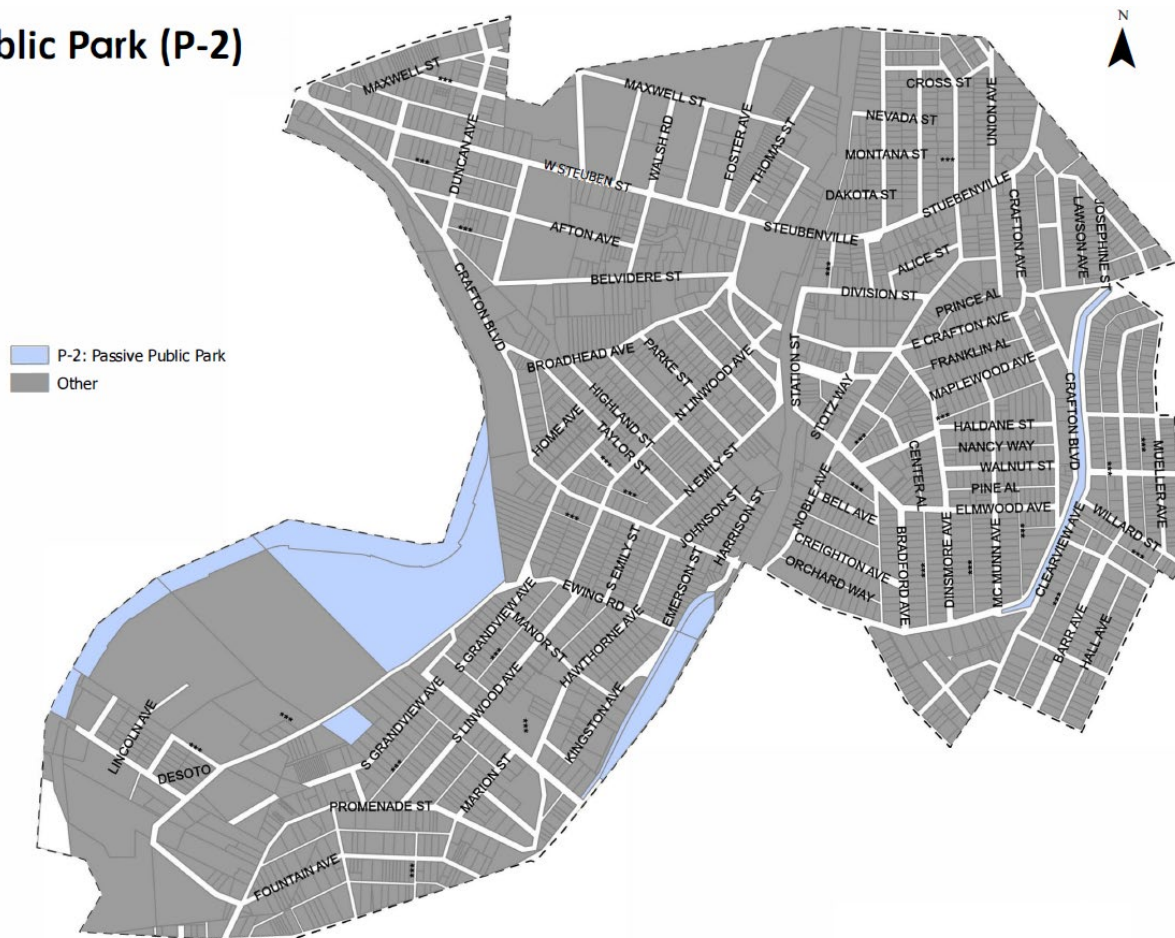 blic Park (P-2)
N
P-2: Passive Public Park
Other
MAXWELL ST
***
MAXWELL ST
CROSS ST
UNION AVE
DUNCAN AVE
WALSH RD
FOSTER AVE
THOMAS ST
NEVADA ST
MONTANA ST
***
***
W STEUBEN ST
DAKOTA ST
STUEBENVILLE
CRAFTON AVE
LAWSON AVE
JOSEPHINE ST
***
AFTON AVE
STEUBENVILLE
ALICE ST
***
CRAFTON BLVD
BELVIDERE ST
DIVISION ST
PRINCE AL
E CRAFTON AVE
BROADHEAD AVE
PARKE ST
N LINWOOD AVE
STATION ST
FRANKLIN AL
MAPLEWOOD AVE
CRAFTON BLVD
HOME AVE
HIGHLAND ST
TAYLOR ST
STOTZ WAY
***
HALDANE ST
NANCY WAY
WALNUT ST
PINE AL
ELMWOOD AVE
MUELLER AVE
***
***
***
***
***
N EMILY ST
CENTER AL
***
BELL AVE
NOBLE AVE
WILLARD ST
***
***
JOHNSON ST
HARRISON ST
CREIGHTON AVE
ORCHARD WAY
BRADFORD AVE
***
DINSMORE AVE
***
MC MUNN AVE
***
CLEARVIEW AVE
***
S EMILY ST
EMERSON ST
EWING RD
S GRANDVIEW AVE
MANOR ST
HAWTHORNE AVE
BARR AVE
HALL AVE
***
S GRANDVIEW AVE
S LINWOOD AVE
KINGSTON AVE
LINCOLN AVE
***
***
***
DESOTO
***
MARION ST
PROMENADE ST
FOUNTAIN AVE
***